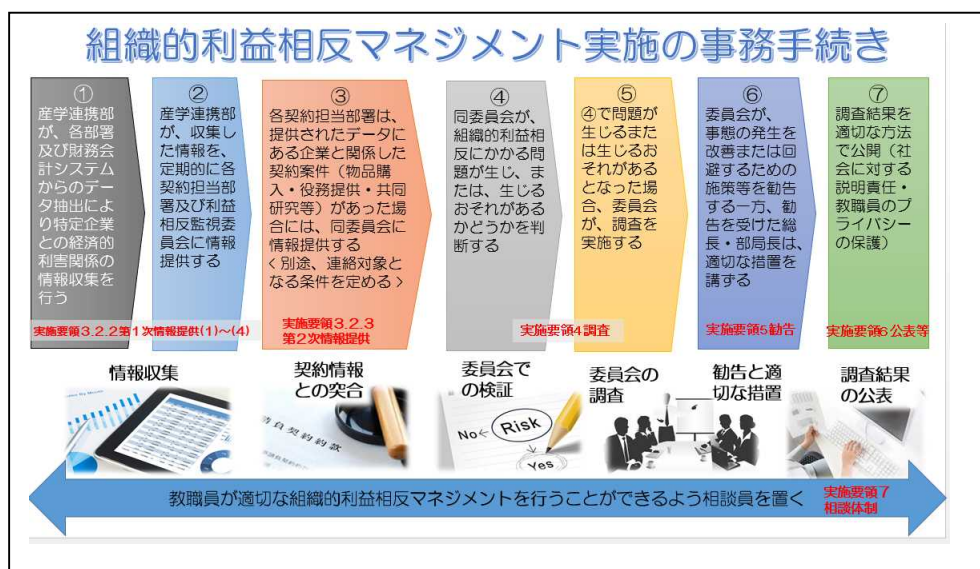 組織的利益相反マネジメント実施の事務手続き
①
産学連携部
が、各部署
及び財務会
計システム
からのデー
タ抽出によ
り特定企業
との経済的
利害関係の
情報収集を
行う
②
産学連携部
が、収集し
た情報を、
定期的に各
契約担当部
署及び利益
相反監視委
員会に情報
提供する
実施要領3.2.2第1次情報提供(1)～(4)
③
各契約担当部署は、
提供されたデータに
ある企業と関係した
契約案件（物品購
入・役務提供・共同
研究等）があった場
合には、同委員会に
情報提供する
＜別途、連絡対象と
なる条件を定める＞
実施要領3.2.3
第2次情報提供
④
同委員会が、
組織的利益相
反にかかる問
題が生じ、ま
たは、生じる
おそれがある
かどうかを判
断する
⑤
④で問題が
生じるまた
は生じるお
それがある
となった場
合、委員会
が、調査を
実施する
実施要領4調査
⑥
委員会が、
事態の発生を
改善または回
避するための
施策等を勧告
する一方、勧
告を受けた総
長・部局長は、
適切な措置を
講ずる
実施要領5勧告
⑦
調査結果を
適切な方法
で公開（社
会に対する
説明責任・
教職員のプ
ライバシー
の保護）
実施要領6公表等
情報収集
契約情報
との突合
請負契約約款
委員会で
の検証
No← Risk
Yes
委員会の
調査
勧告と適
切な措置
調査結果
の公表
教職員が適切な組織的利益相反マネジメントを行うことができるよう相談員を置く
実施要領7
相談体制